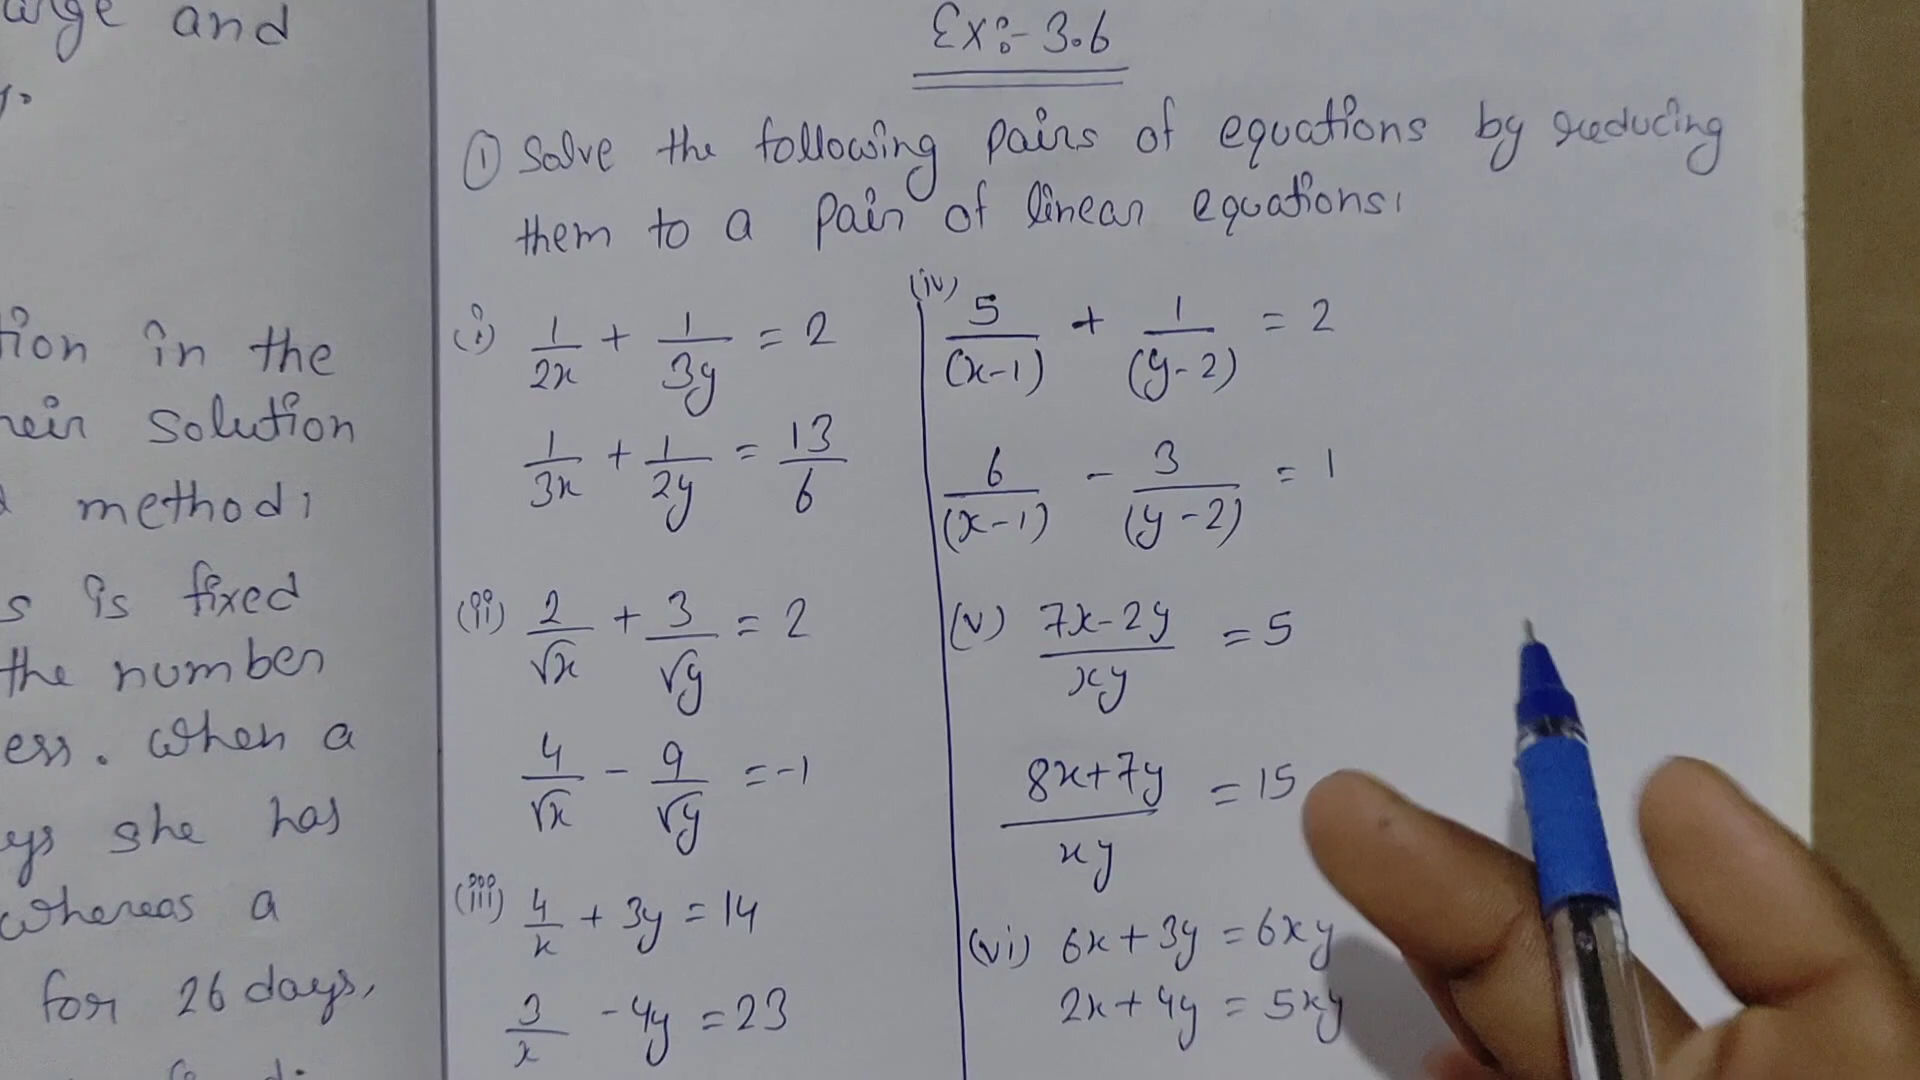 arge and
tion in the
their solution
method:
s is fixed
the number
ess. When a
ys she has
whereas a
for 26 days,
Ex:- 3.6
① Solve the following pairs of equations by reducing
them to a pair of linear equations:
(i) 1/2x + 1/3y = 2
1/3x + 1/2y = 13/6
(ii) 2/√x + 3/√y = 2
4/√x - 9/√y = -1
(iii) 4/x + 3y = 14
3/x - 4y = 23
(iv) 5/(x-1) + 1/(y-2) = 2
6/(x-1) - 3/(y-2) = 1
(v) 7x-2y/xy = 5
8x+7y/xy = 15
(vi) 6x + 3y = 6xy
2x + 4y = 5xy